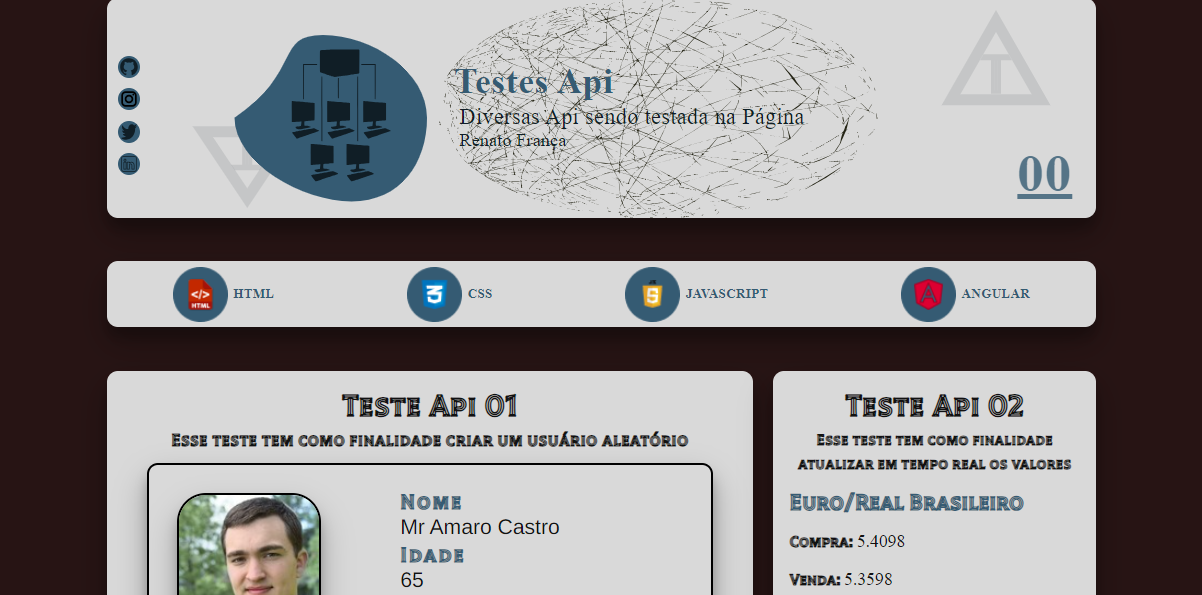 Testes Api
Diversas Api sendo testada na Página
Renato França
00
HTML
CSS
JAVASCRIPT
ANGULAR
Teste Api 01
Esse teste tem como finalidade criar um usuário aleatório
Nome
Mr Amaro Castro
Idade
65
Teste Api 02
Esse teste tem como finalidade
atualizar em tempo real os valores
Euro/Real Brasileiro
Compra: 5.4098
Venda: 5.3598